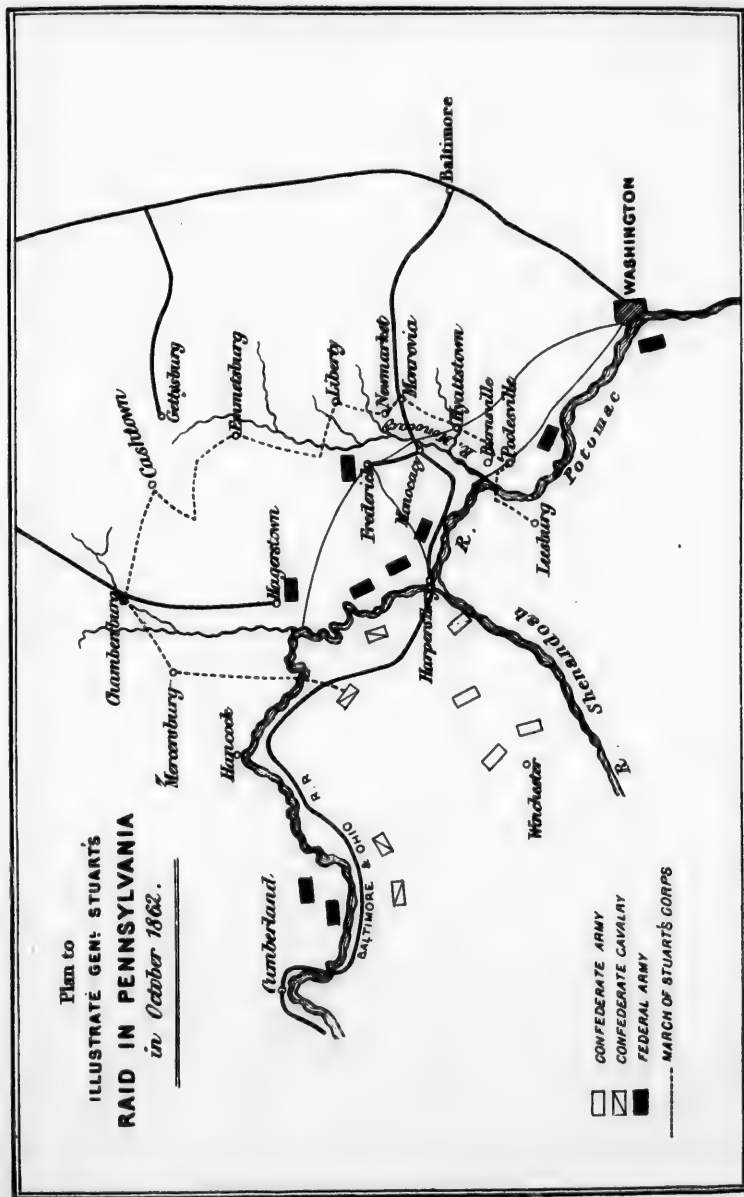 Plan to
ILLUSTRATE GENL STUART'S
RAID IN PENNSYLVANIA
in October 1862.
Chambersburg
Mercersburg
Cashtown
Gettysburg
Emmetsburg
Hagerstown
Hancock
Cumberland
BALTIMORE & OHIO
R.R
Liberty
Newmarket
Monrovia
Hyattstown
Barnesville
Poolesville
R. Monocacy
Frederick
Monocacy
Baltimore
WASHINGTON
Potomac
R.
Leesburg
Harpers F.
Shenandoah
R
Winchester
CONFEDERATE ARMY
CONFEDERATE CAVALRY
FEDERAL ARMY
MARCH OF STUART'S CORPS